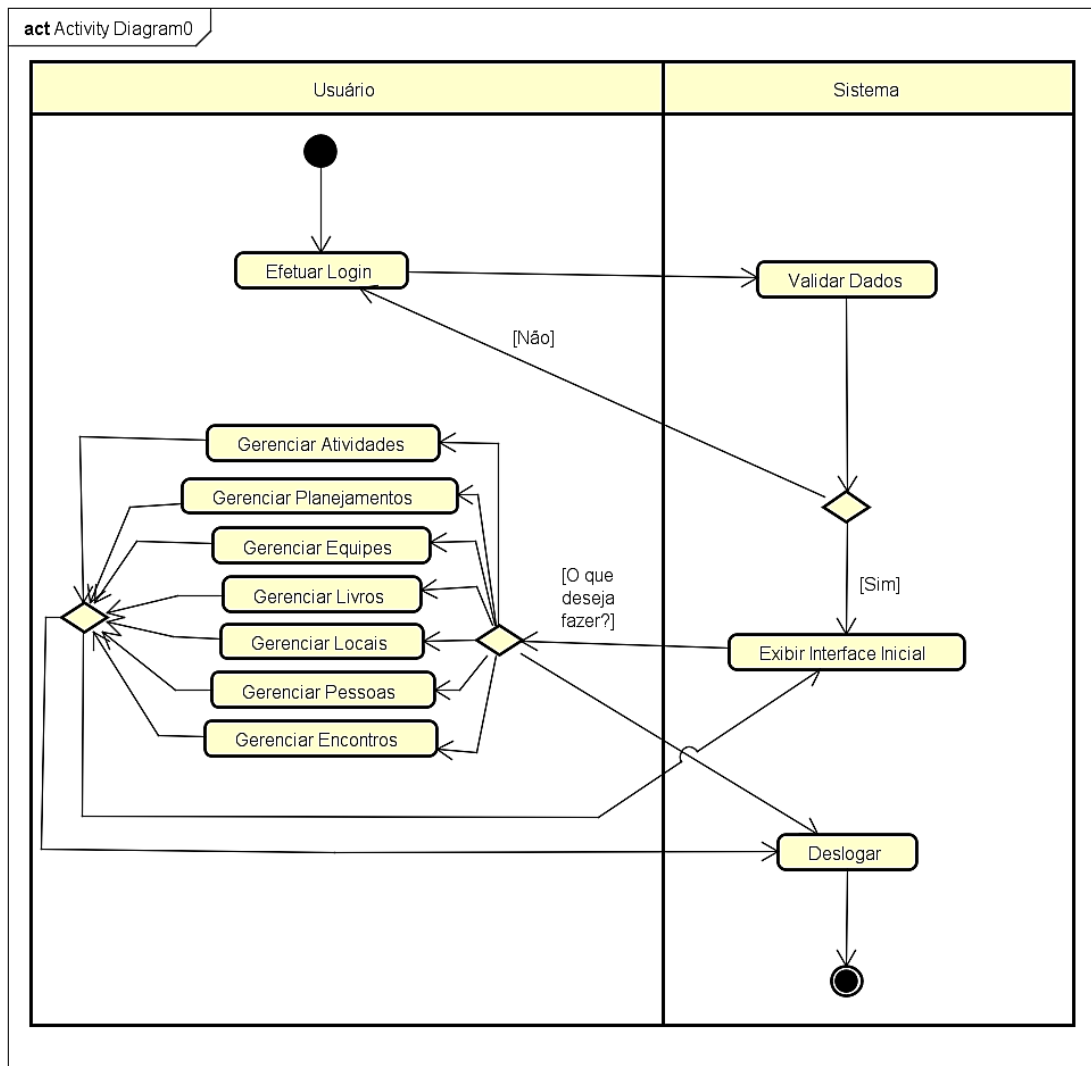 act Activity Diagram0
Usuário
Sistema
Efetuar Login
Validar Dados
[Não]
Gerenciar Atividades
Gerenciar Planejamentos
Gerenciar Equipes
Gerenciar Livros
Gerenciar Locais
Gerenciar Pessoas
Gerenciar Encontros
[O que
deseja
fazer?]
[Sim]
Exibir Interface Inicial
Deslogar